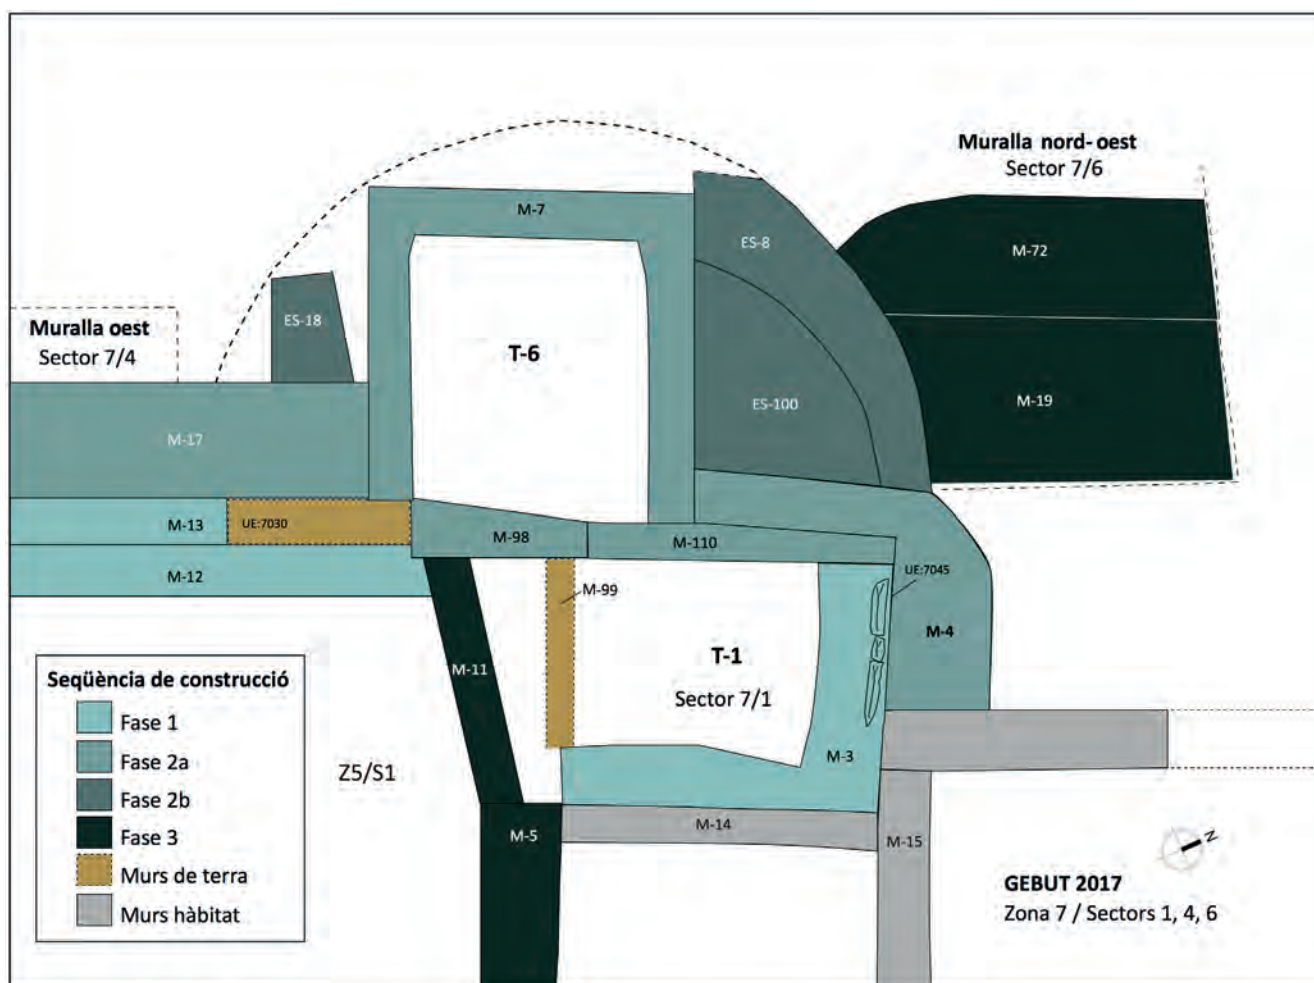 Muralla nord-oest
Sector 7/6
M-7
ES-8
M-72
ES-18
Muralla oest
Sector 7/4
T-6
ES-100
M-19
M-17
M-13
UE:7030
M-98
M-110
M-12
UE:7045
M-99
M-4
T-1
Sector 7/1
M-11
M-3
Seqüència de construcció
Fase 1
Fase 2a
Fase 2b
Fase 3
Murs de terra
Murs hàbitat
Z5/S1
M-5
M-14
M-15
N
GEBUT 2017
Zona 7 / Sectors 1, 4, 6